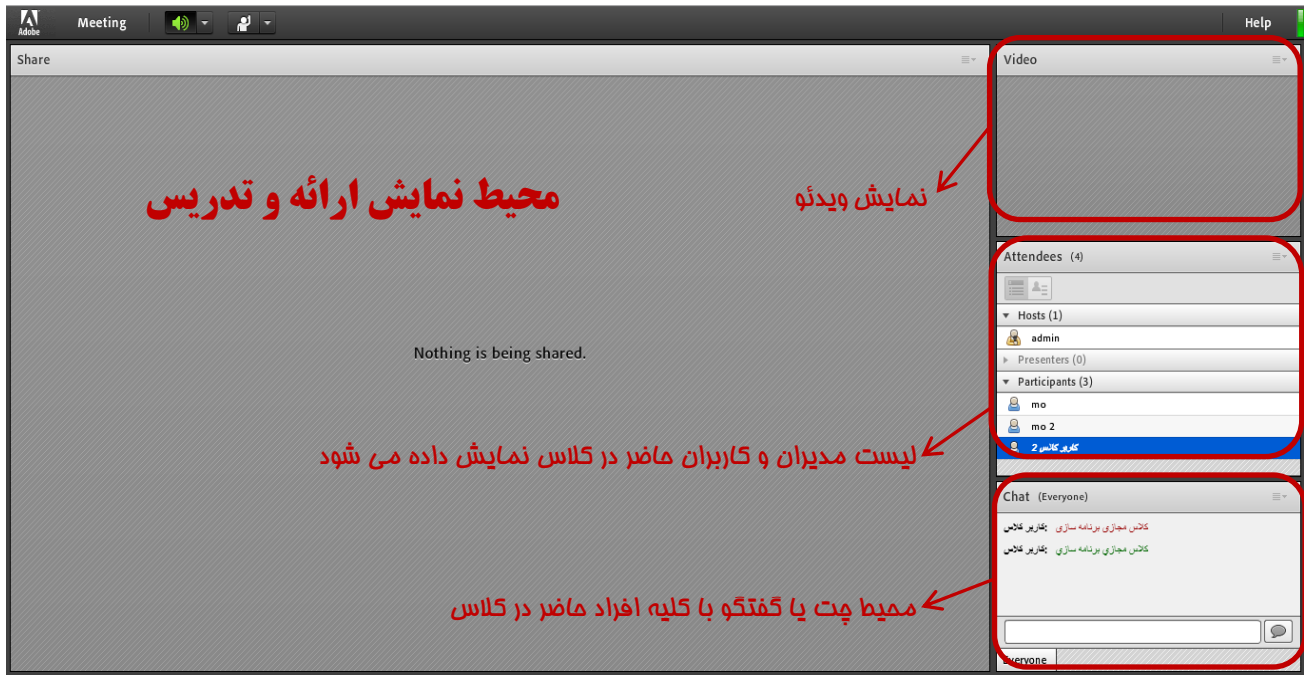 Adobe
Meeting
Help
Share
Video
محیط نمایش ارائه و تدریس
نمایش ویدئو
Nothing is being shared.
Attendees (4)
Hosts (1)
admin
Presenters (0)
Participants (3)
mo
mo 2
کاربر کلاس 2
لیست مدیران و کاربران حاضر در کلاس نمایش داده می شود
Chat (Everyone)
کاربر کلاس: کلاس مجازی برنامه سازی
کاربر کلاس: کلاس مجازي برنامه سازي
محیط چت یا گفتگو با کلیه افراد حاضر در کلاس
Everyone